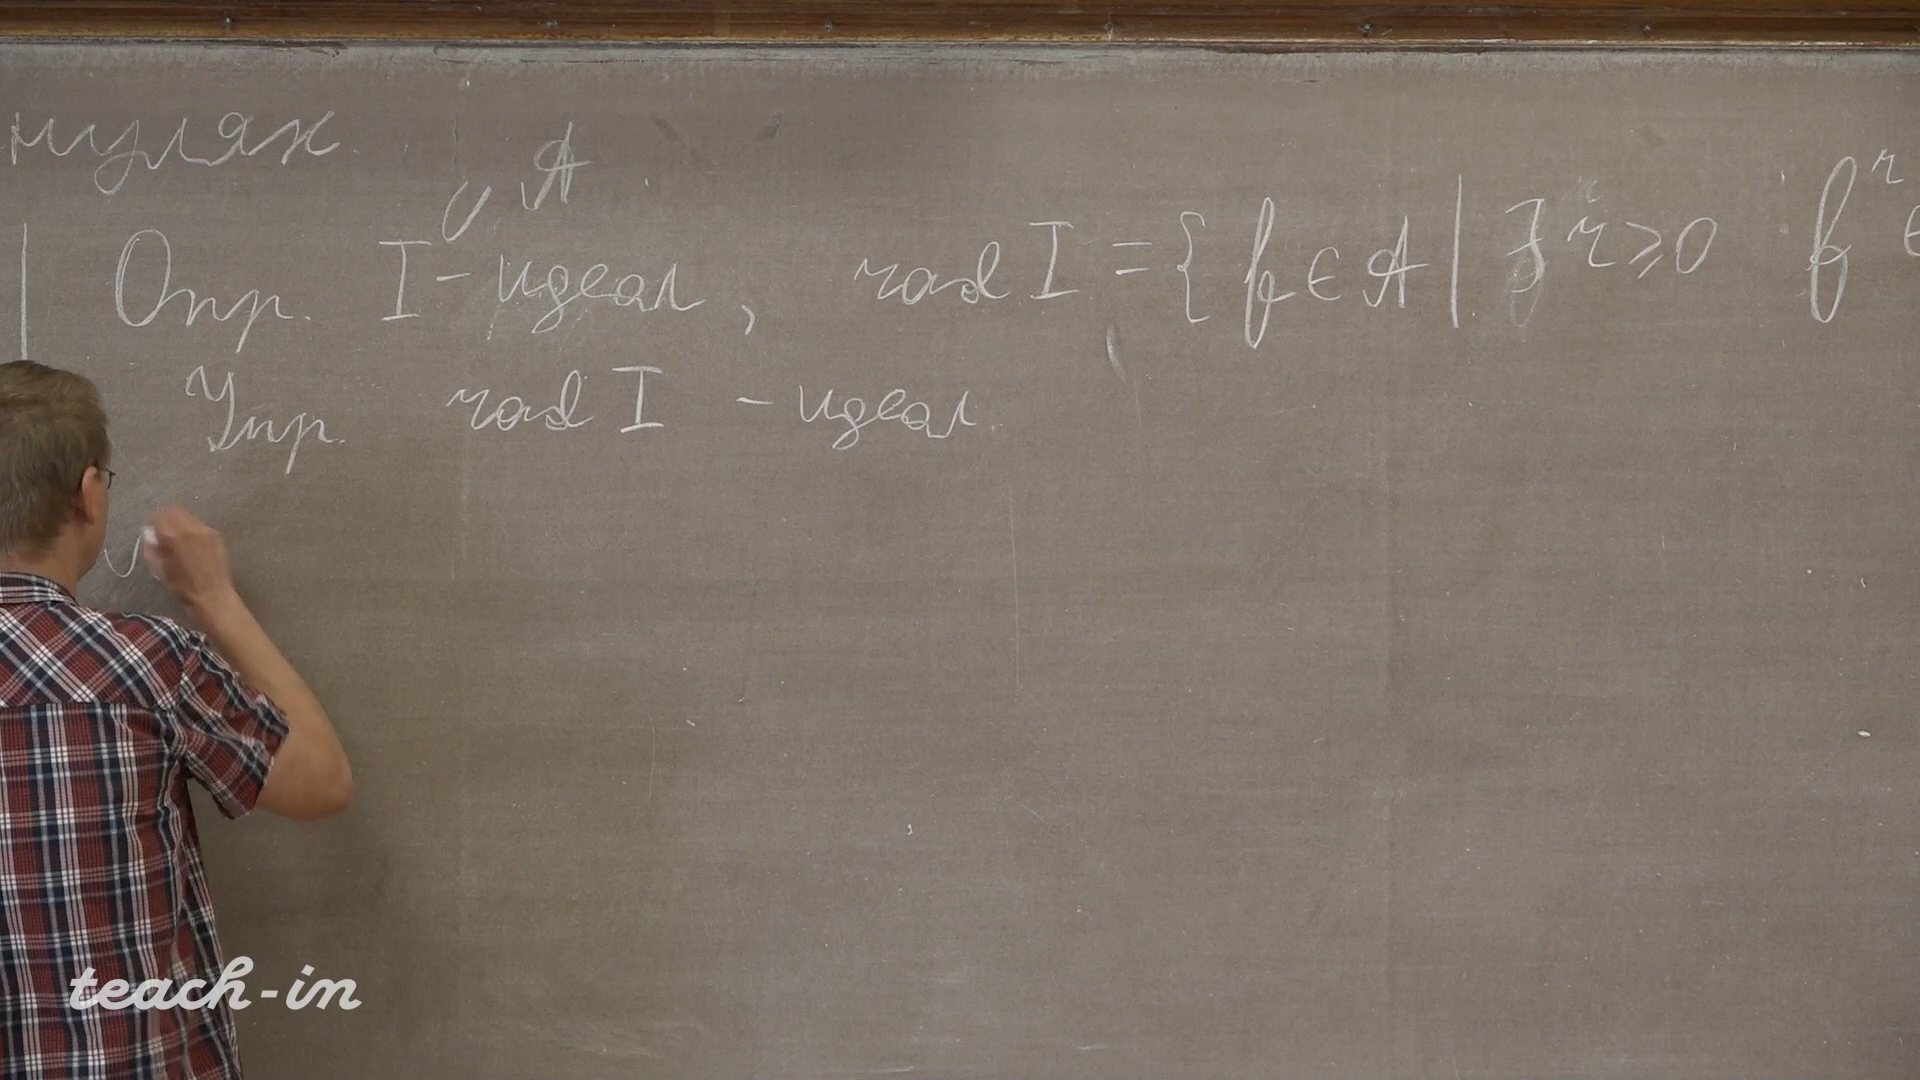 нулях
∪ A
Опр. I - идеал, rad I = { f ∈ A | ∃ r ⩾ 0 f^r ∈
Упр. rad I - идеал.
teach-in